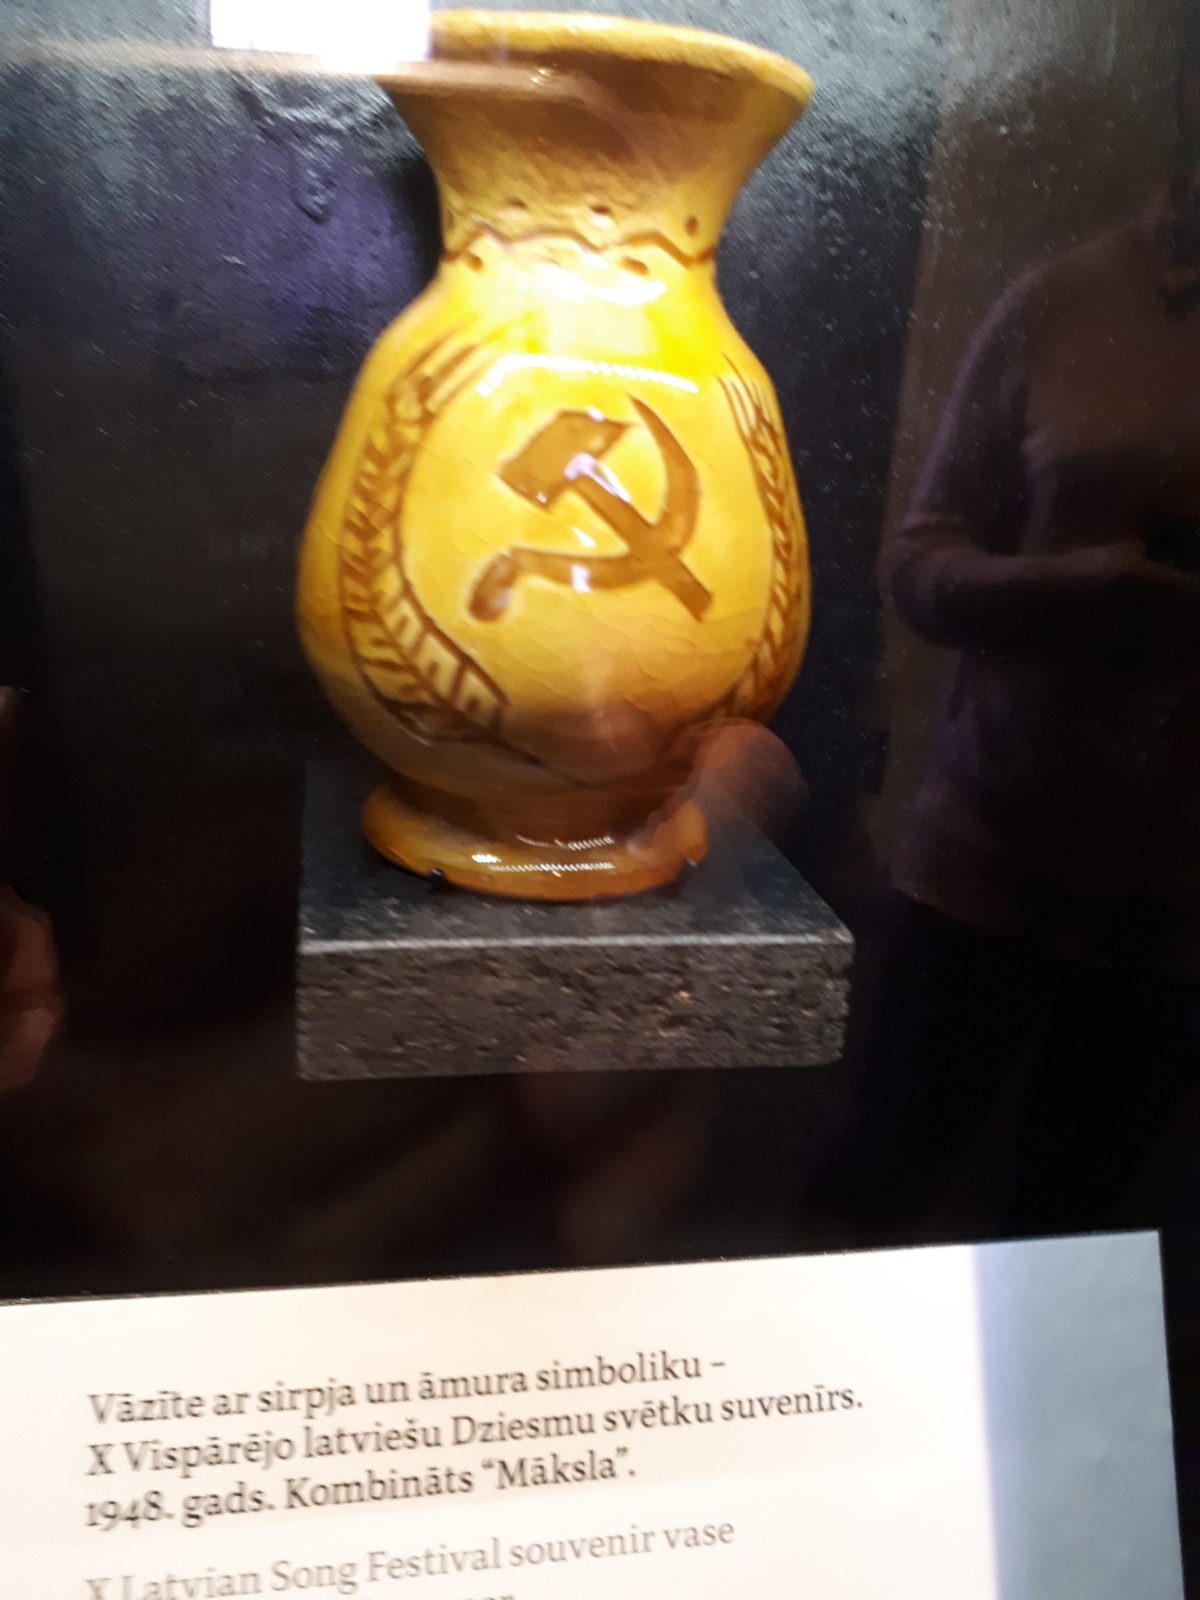 Vāzīte ar sirpja un āmura simboliku –
X Vispārējo latviešu Dziesmu svētku suvenīrs.
1948. gads. Kombināts “Māksla”.
X Latvian Song Festival souvenir vase